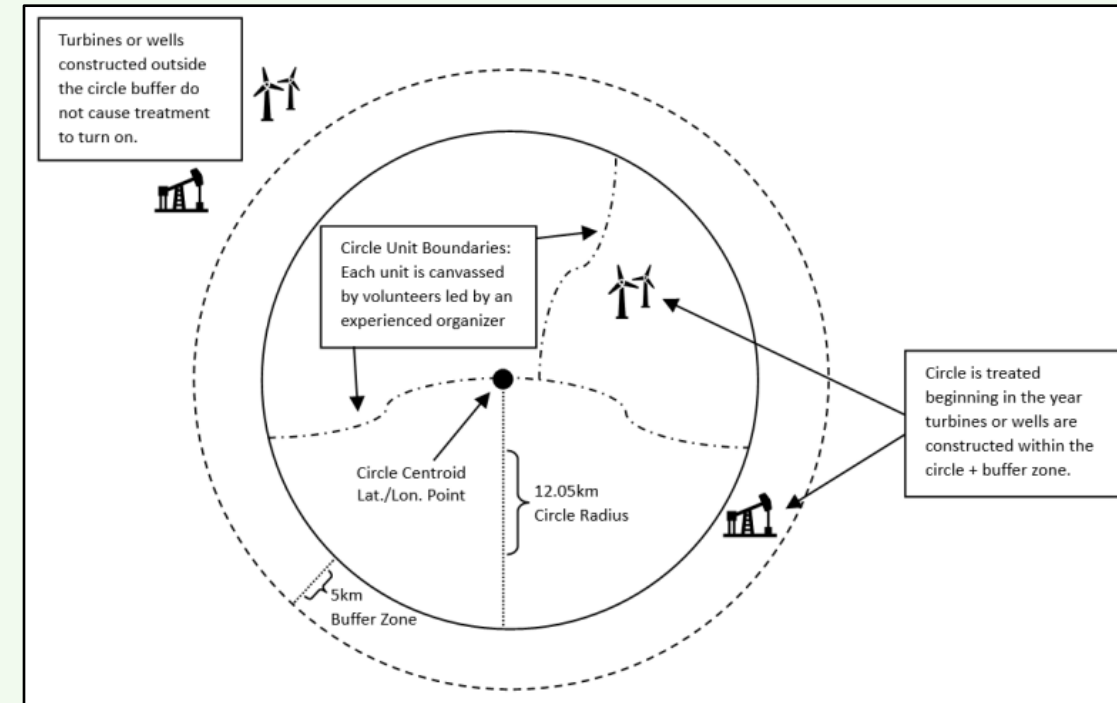 Turbines or wells
constructed outside
the circle buffer do
not cause treatment
to turn on.
Circle Unit Boundaries:
Each unit is canvassed
by volunteers led by an
experienced organizer
Circle is treated
beginning in the year
turbines or wells are
constructed within the
circle + buffer zone.
Circle Centroid
Lat./Lon. Point
12.05km
Circle Radius
5km
Buffer Zone